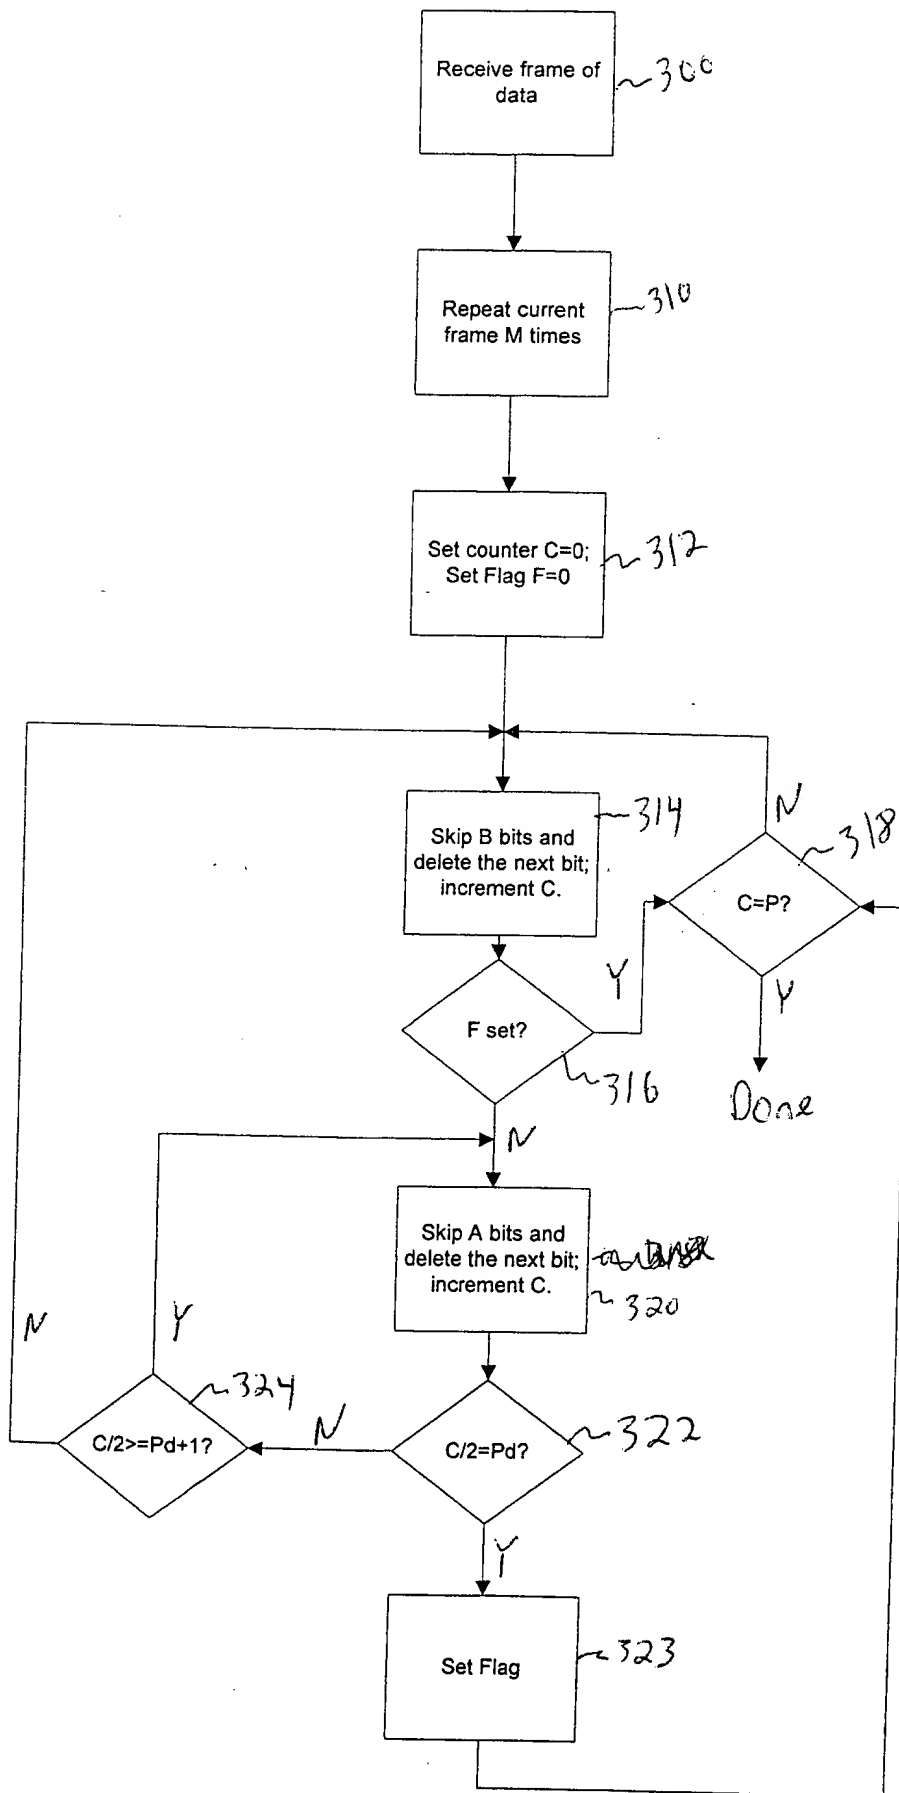 Receive frame of
data
300
Repeat current
frame M times
310
Set counter C=0;
Set Flag F=0
312
Skip B bits and
delete the next bit;
increment C.
314
N
318
C=P?
Y
Done
F set?
Y
316
N
Skip A bits and
delete the next bit;
increment C.
320
N
Y
324
C/2>=Pd+1?
N
C/2=Pd?
322
Y
Set Flag
323